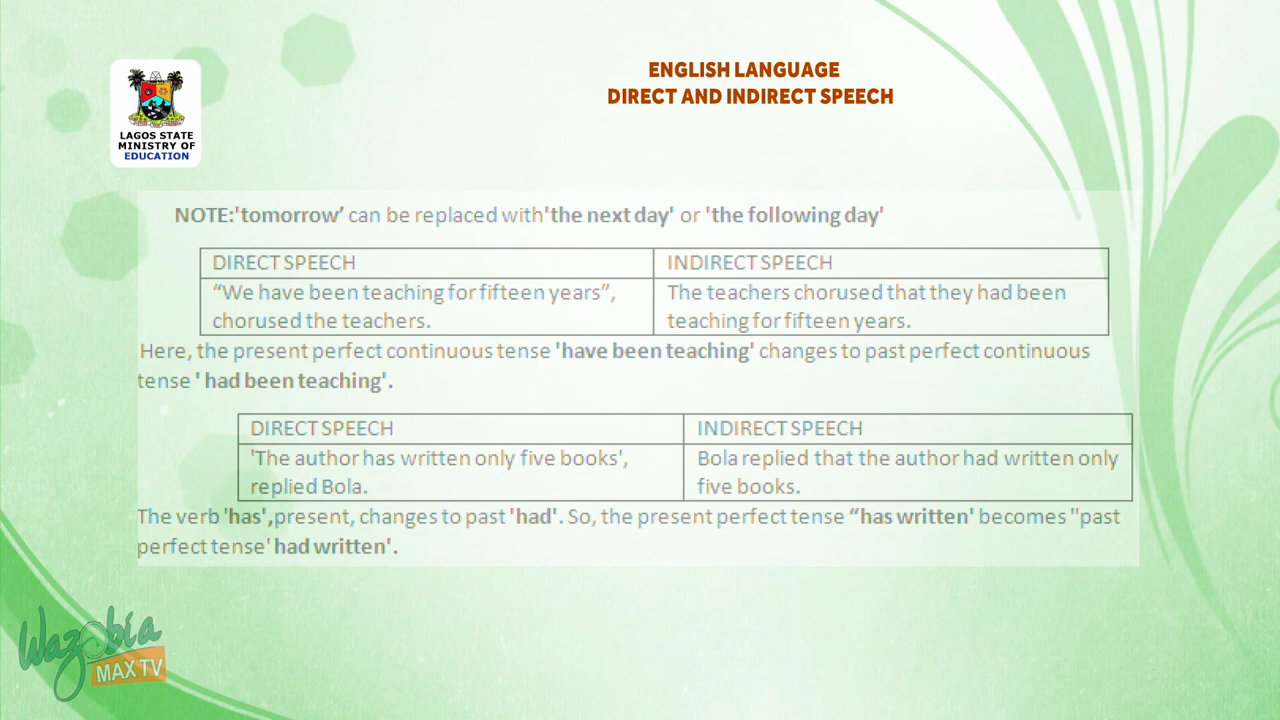 ENGLISH LANGUAGE
DIRECT AND INDIRECT SPEECH
LAGOS STATE
MINISTRY OF
EDUCATION
NOTE:'tomorrow’ can be replaced with'the next day' or 'the following day'
DIRECT SPEECH
INDIRECT SPEECH
“We have been teaching for fifteen years”,
chorused the teachers.
The teachers chorused that they had been
teaching for fifteen years.
Here, the present perfect continuous tense 'have been teaching' changes to past perfect continuous
tense ' had been teaching'.
DIRECT SPEECH
INDIRECT SPEECH
'The author has written only five books',
replied Bola.
Bola replied that the author had written only
five books.
The verb 'has',present, changes to past 'had'. So, the present perfect tense “has written' becomes "past
perfect tense' had written'.
Wazobia
MAX TV